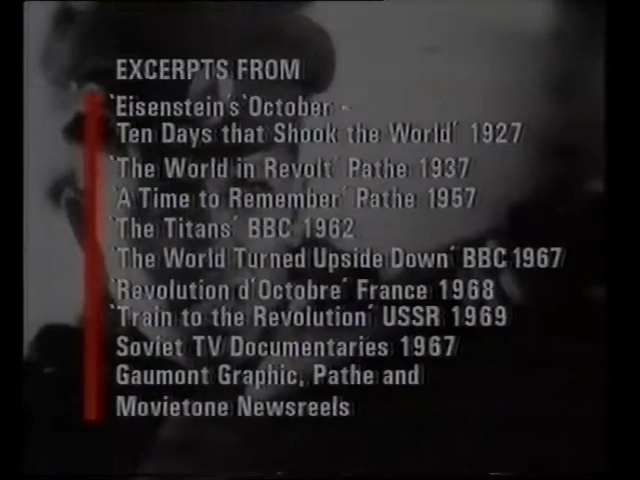 EXCERPTS FROM
'Eisenstein's 'October -
Ten Days that Shook the World' 1927
'The World in Revolt' Pathe 1937
'A Time to Remember' Pathe 1957
'The Titans' BBC 1962
'The World Turned Upside Down' BBC 1967
'Revolution d'Octobre' France 1968
'Train to the Revolution' USSR 1969
Soviet TV Documentaries 1967
Gaumont Graphic, Pathe and
Movietone Newsreels